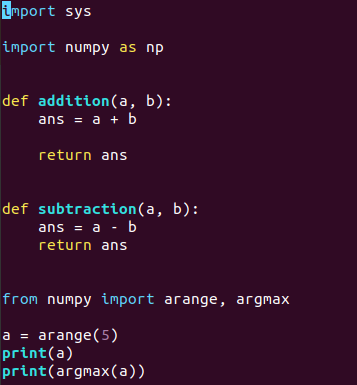 import sys

import numpy as np


def addition(a, b):
    ans = a + b

    return ans


def subtraction(a, b):
    ans = a - b
    return ans


from numpy import arange, argmax

a = arange(5)
print(a)
print(argmax(a))